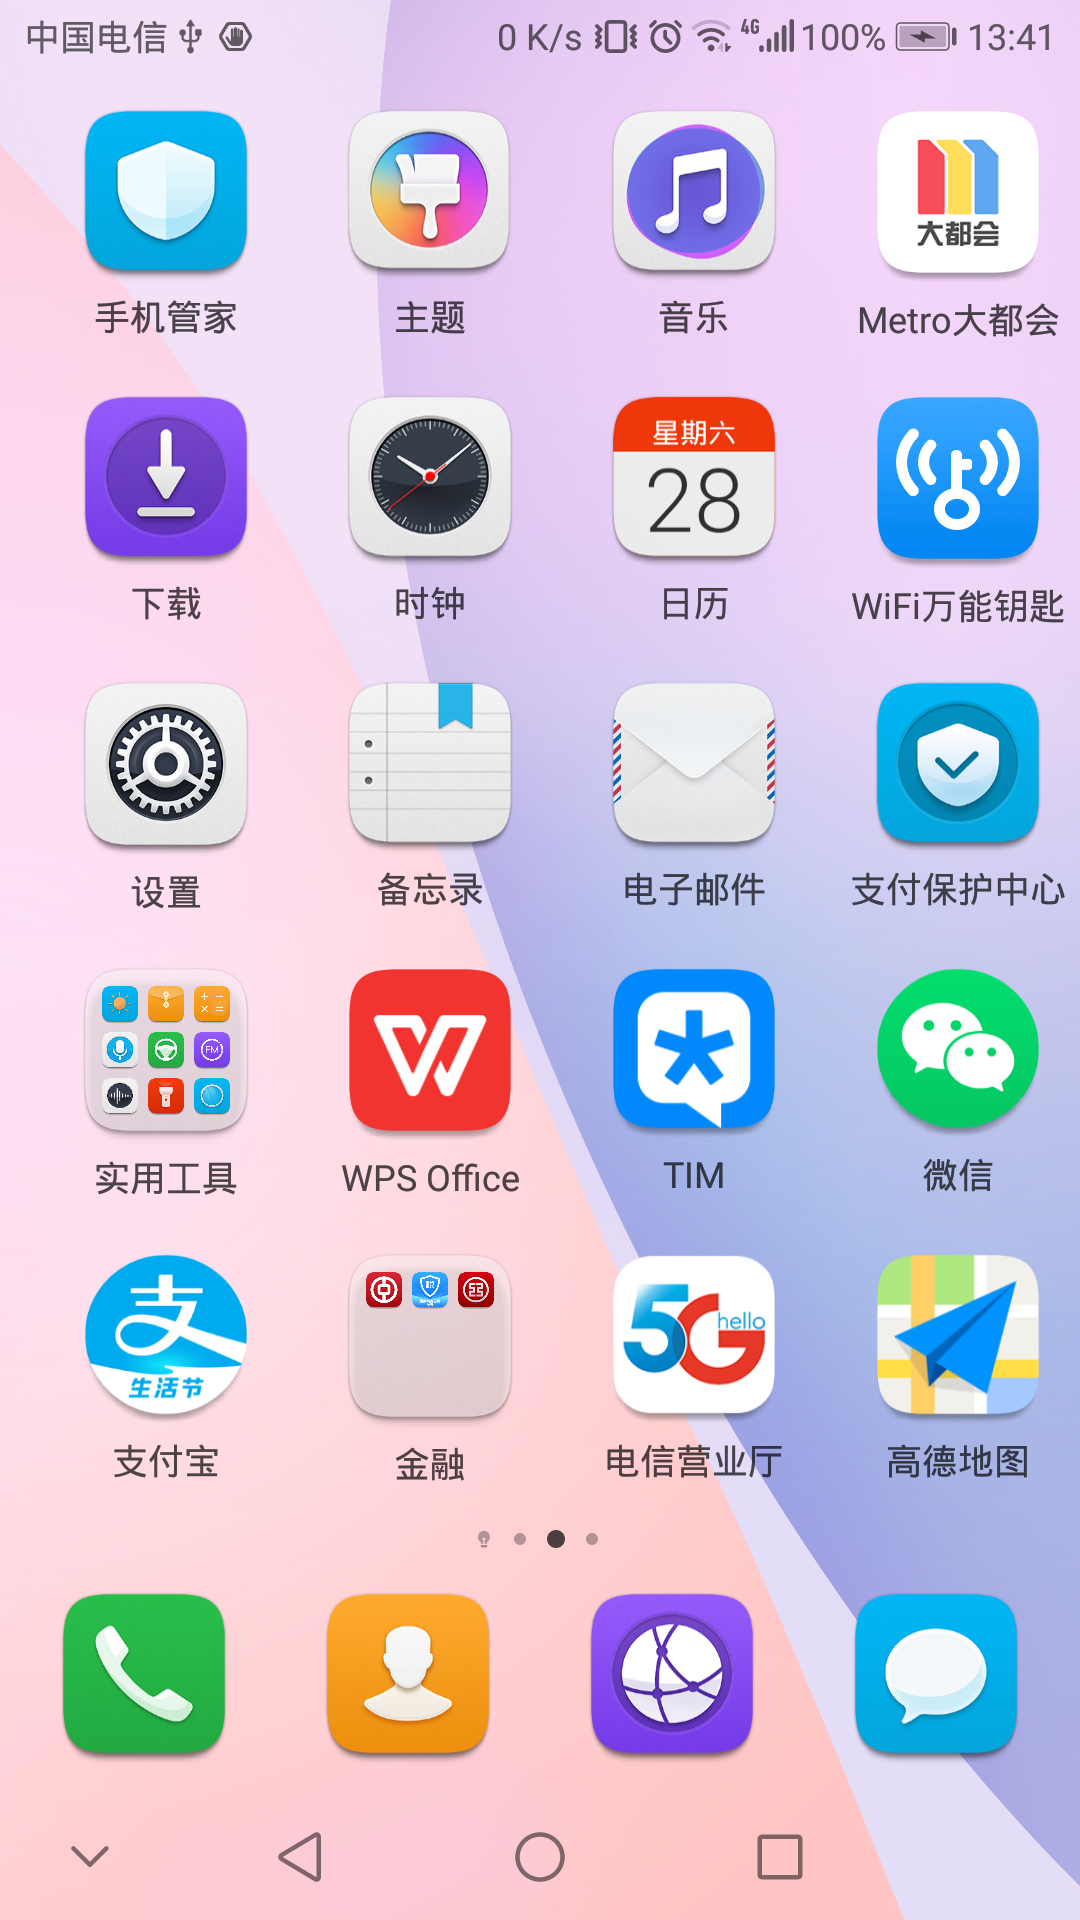 中国电信 0 K/s 4G 100% 13:41
大都会
手机管家 主题 音乐 Metro大都会
星期六
28
下载 时钟 日历 WiFi万能钥匙
设置 备忘录 电子邮件 支付保护中心
FM
实用工具 WPS Office TIM 微信
支 5G hello
生活节
支付宝 金融 电信营业厅 高德地图